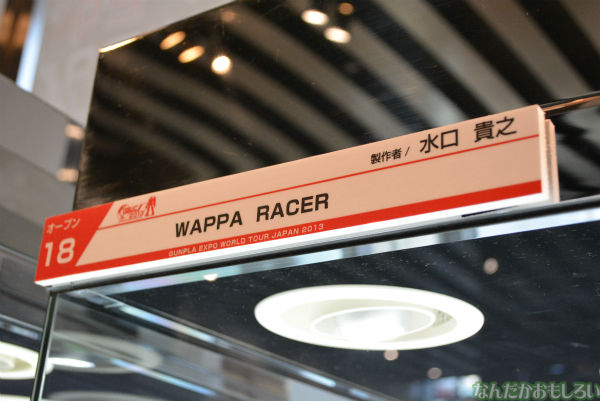 製作者/ 水口 貴之
オープン
18
WAPPA RACER
GUNPLA EXPO WORLD TOUR JAPAN 2013
なんだかおもしろい